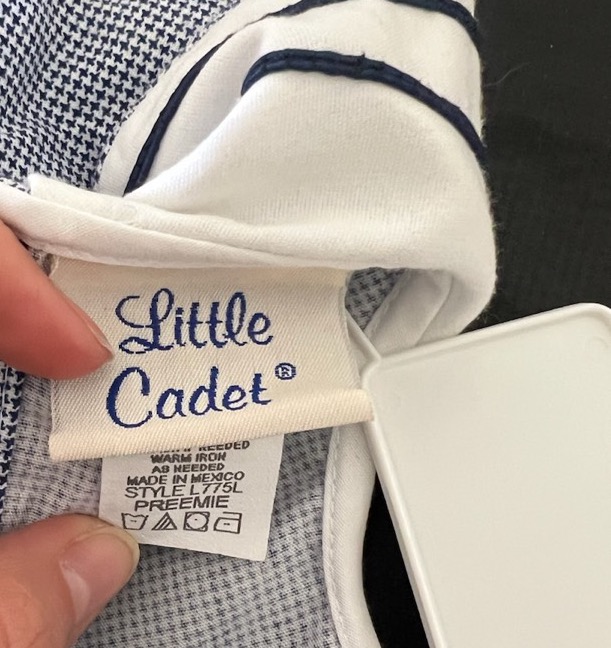 Little
Cadet®
WARM IRON
AS NEEDED
MADE IN MEXICO
STYLE L775L
PREEMIE